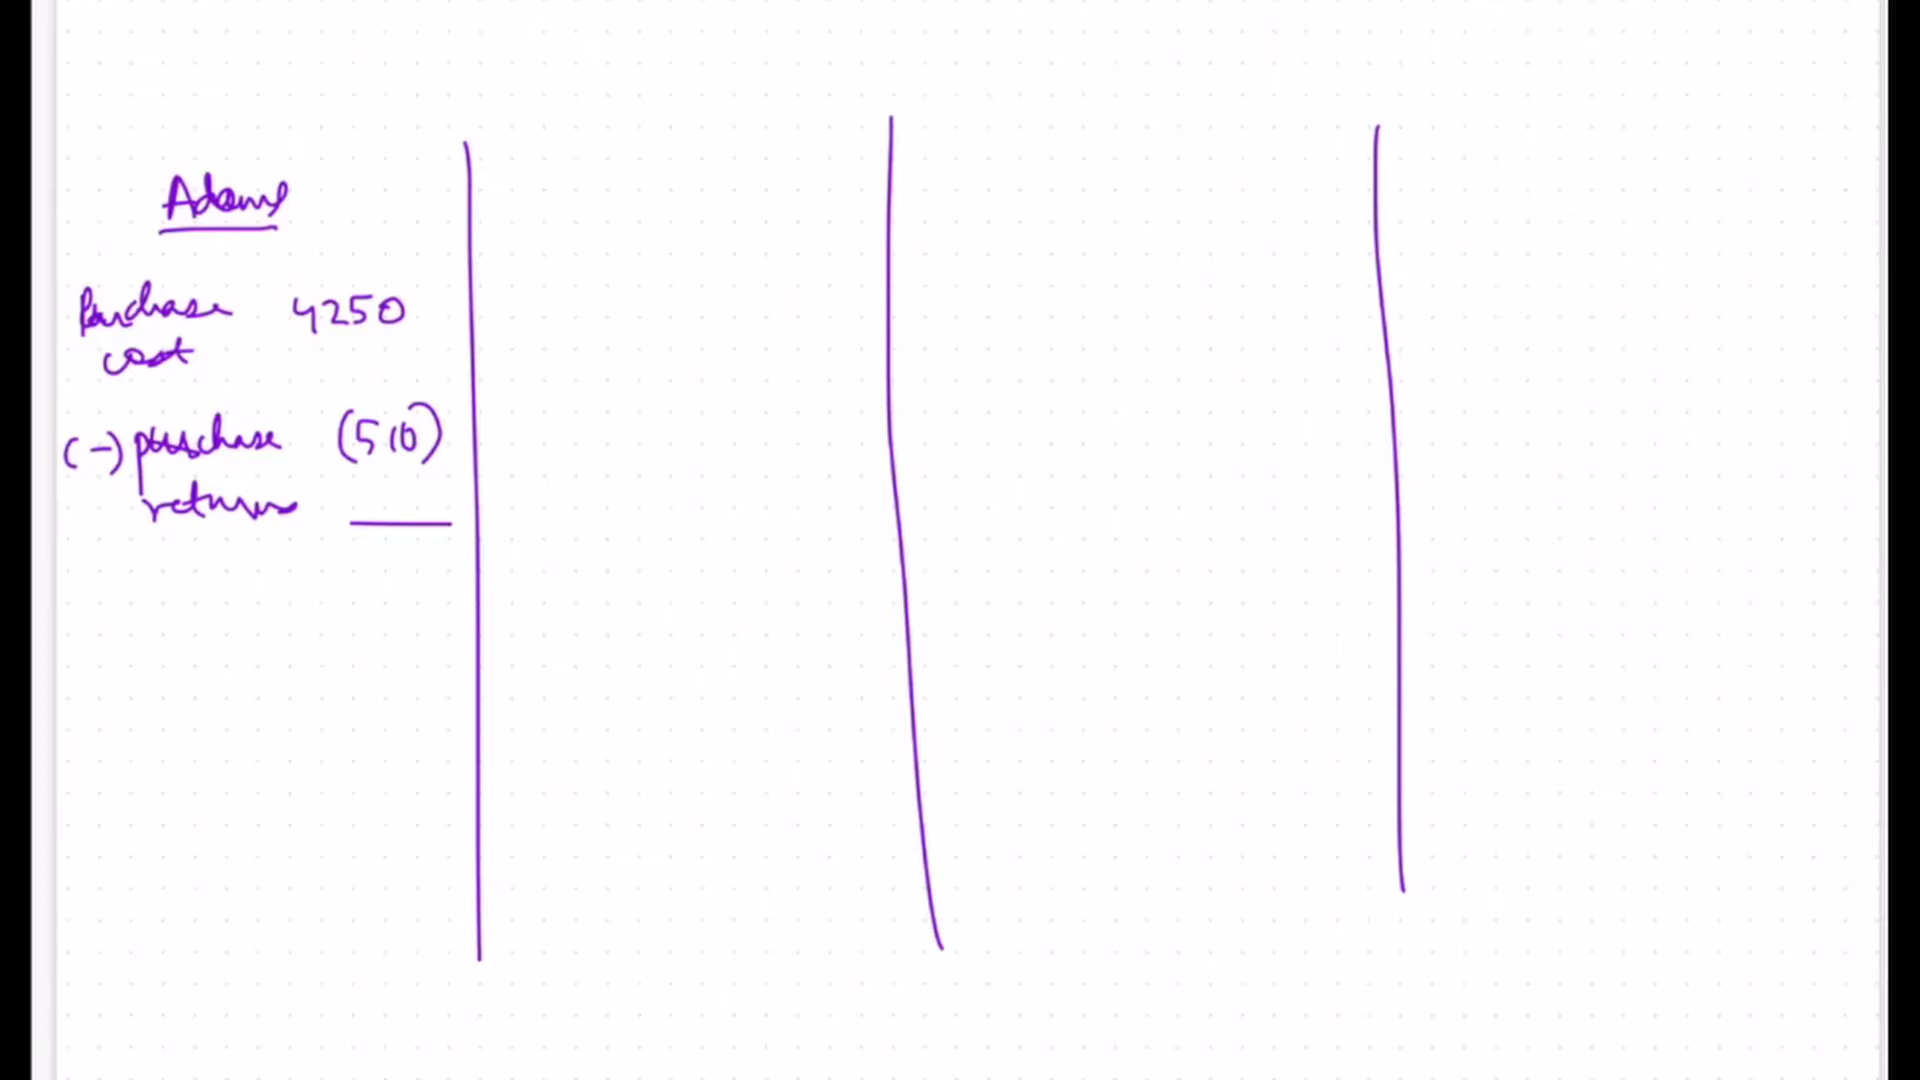 Adams
Purchase 4250
cost
(-) purchase (510)
returns